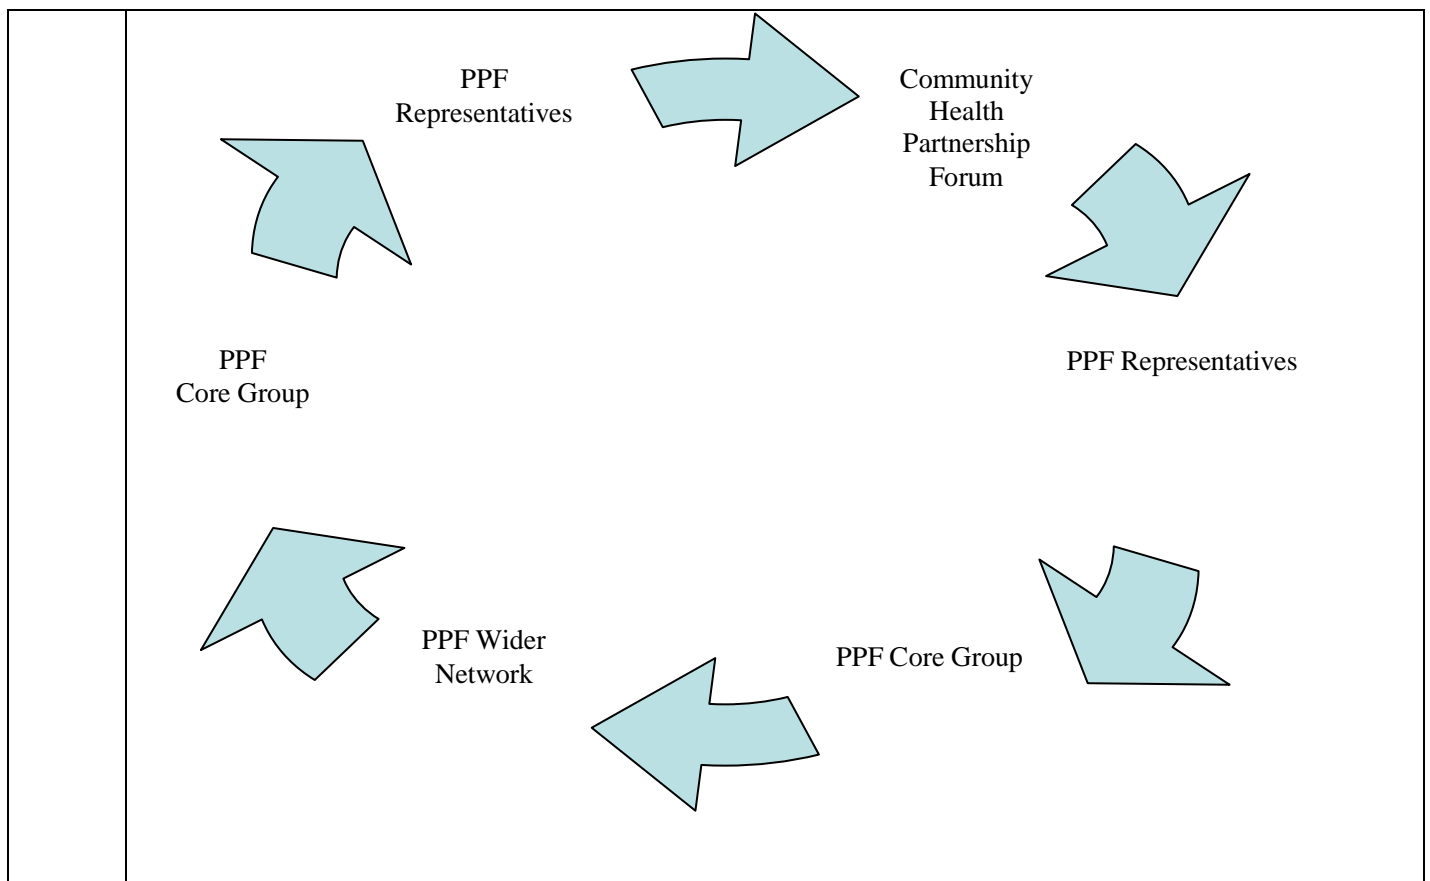 PPF
Representatives
Community
Health
Partnership
Forum
PPF
Core Group
PPF Representatives
PPF Wider
Network
PPF Core Group